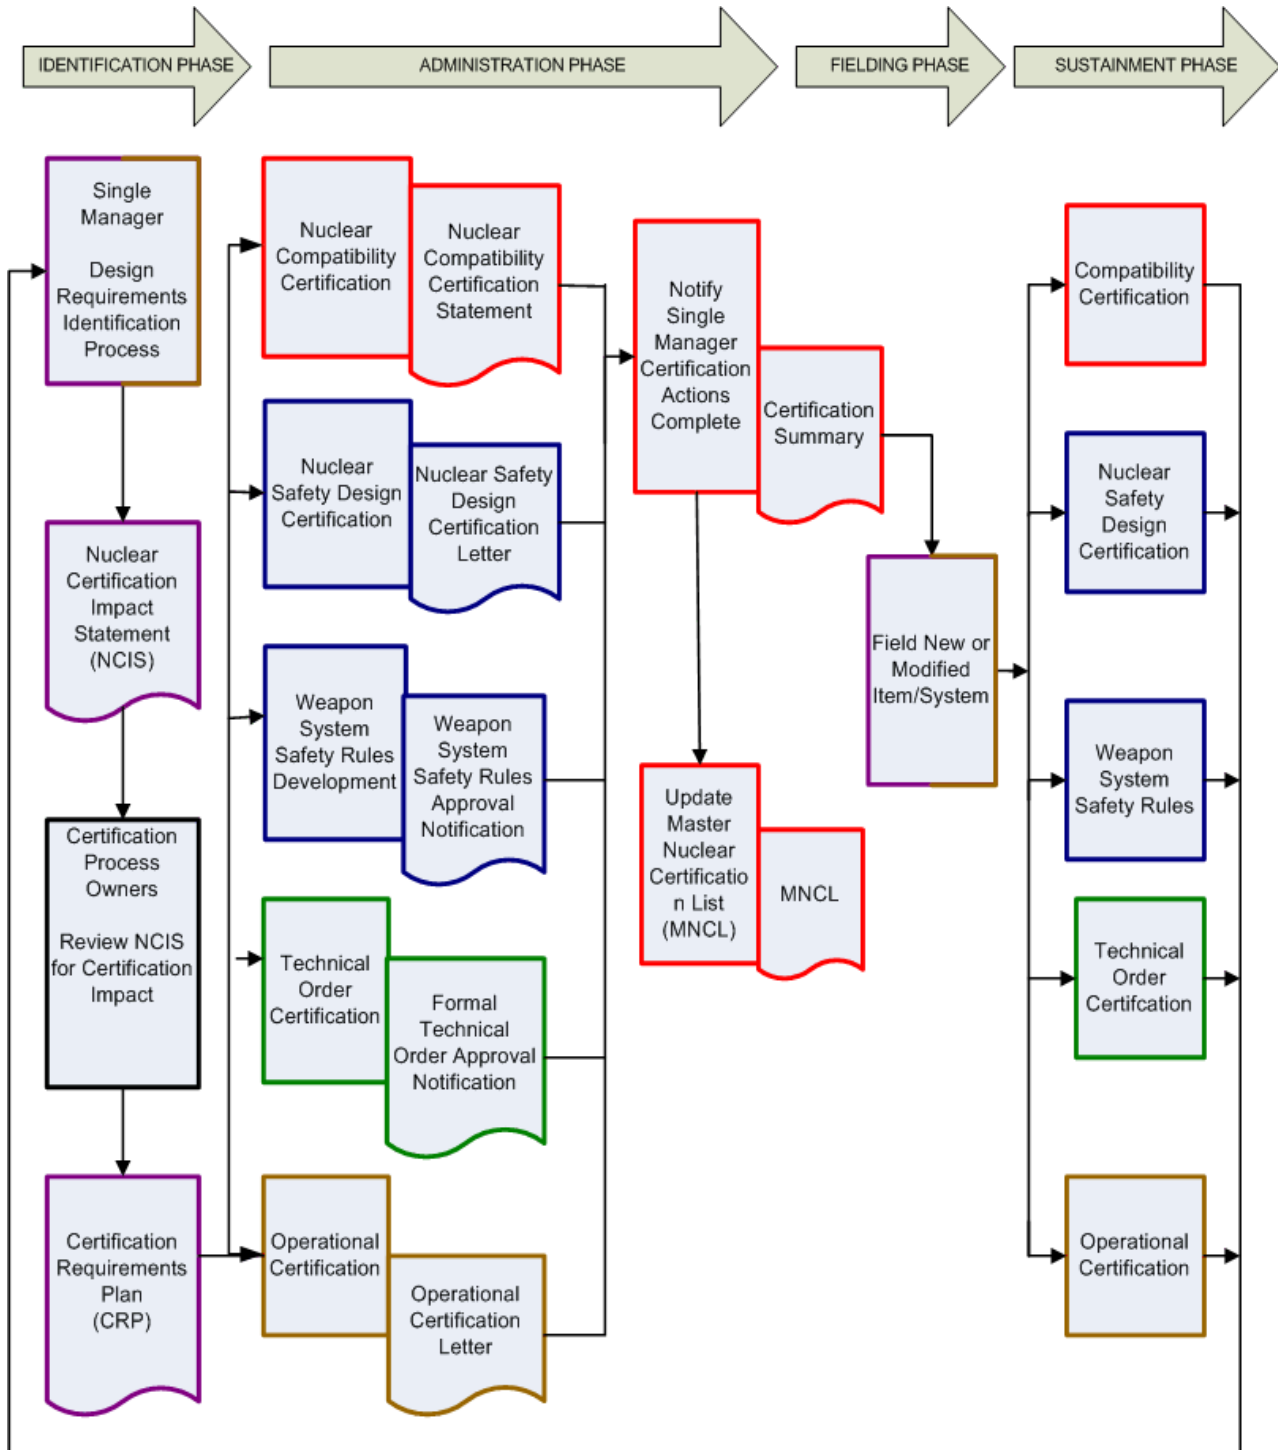 IDENTIFICATION PHASE
ADMINISTRATION PHASE
FIELDING PHASE
SUSTAINMENT PHASE
Single
Manager
Design
Requirements
Identification
Process
Nuclear
Certification
Impact
Statement
(NCIS)
Certification
Process
Owners
Review NCIS
for Certification
Impact
Certification
Requirements
Plan
(CRP)
Nuclear
Compatibility
Certification
Nuclear
Compatibility
Certification
Statement
Nuclear
Safety Design
Certification
Nuclear Safety
Design
Certification
Letter
Weapon
System
Safety Rules
Development
Weapon
System
Safety Rules
Approval
Notification
Technical
Order
Certification
Formal
Technical
Order Approval
Notification
Operational
Certification
Operational
Certification
Letter
Notify
Single
Manager
Certification
Actions
Complete
Certification
Summary
Update
Master
Nuclear
Certificatio
n List
(MNCL)
MNCL
Field New or
Modified
Item/System
Compatibility
Certification
Nuclear
Safety
Design
Certification
Weapon
System
Safety Rules
Technical
Order
Certifcation
Operational
Certification